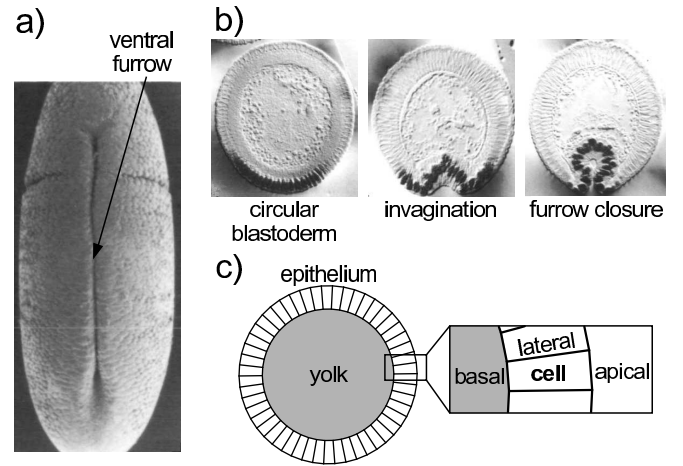 a)
ventral
furrow
b)
circular
blastoderm
invagination
furrow closure
c)
epithelium
yolk
basal
lateral
cell
apical